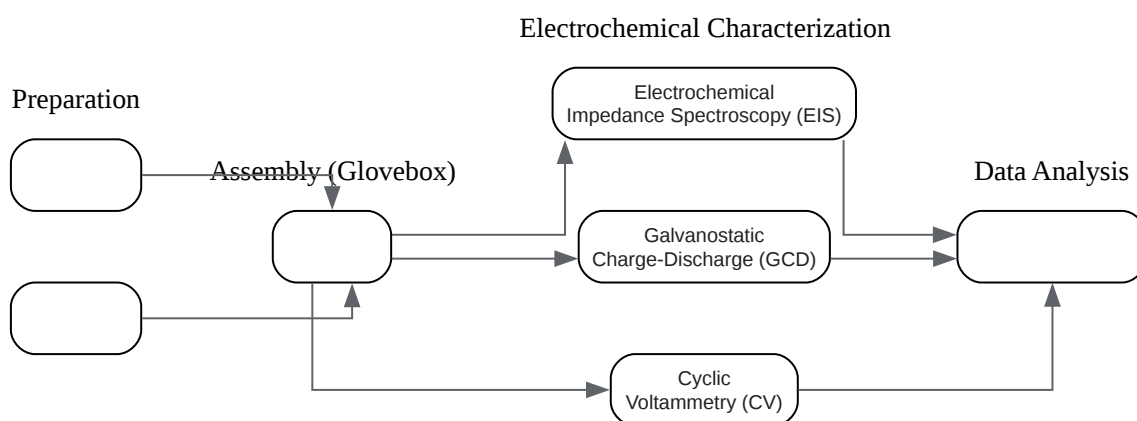 Electrochemical Characterization
Preparation
Electrochemical
Impedance Spectroscopy (EIS)
Assembly (Glovebox)
Data Analysis
Galvanostatic
Charge-Discharge (GCD)
Cyclic
Voltammetry (CV)